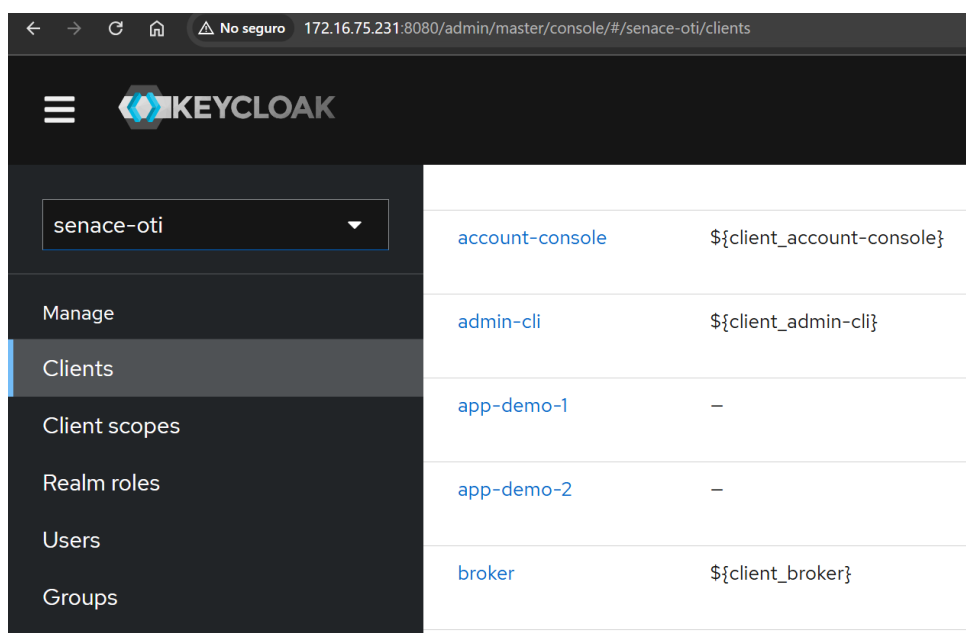 No seguro 172.16.75.231:8080/admin/master/console/#/senace-oti/clients
KEYCLOAK
senace-oti
Manage
Clients
Client scopes
Realm roles
Users
Groups
account-console ${client_account-console}
admin-cli ${client_admin-cli}
app-demo-1 –
app-demo-2 –
broker ${client_broker}